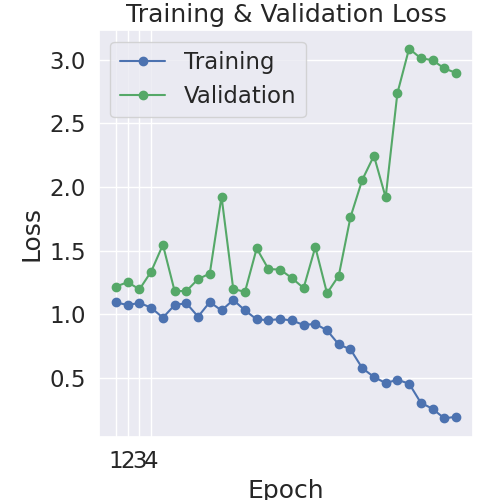 Training & Validation Loss
Training
Validation
Loss
3.0
2.5
2.0
1.5
1.0
0.5
1234
Epoch